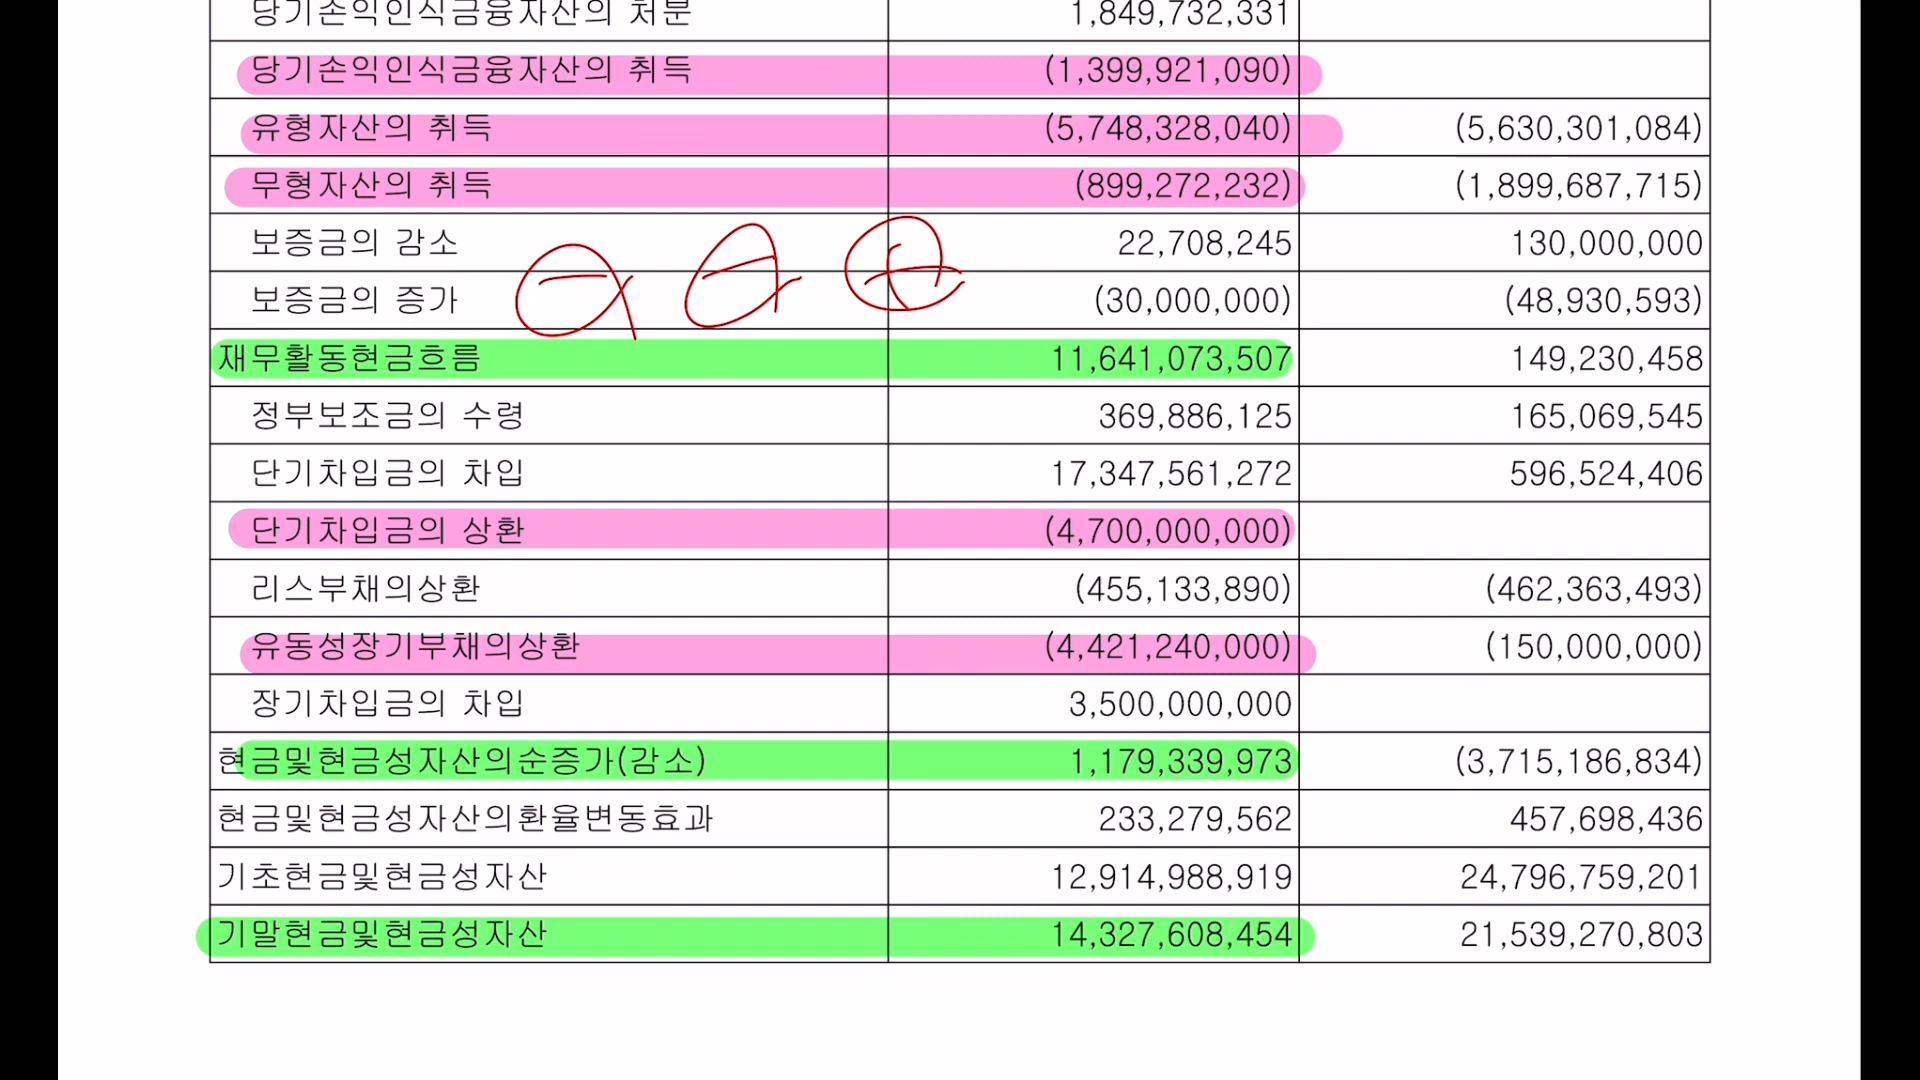 당기손익인식금융자산의 처분 1,849,732,331
당기손익인식금융자산의 취득 (1,399,921,090)
유형자산의 취득 (5,748,328,040) (5,630,301,084)
무형자산의 취득 (899,272,232) (1,899,687,715)
보증금의 감소 22,708,245 130,000,000
보증금의 증가 (30,000,000) (48,930,593)
재무활동현금흐름 11,641,073,507 149,230,458
정부보조금의 수령 369,886,125 165,069,545
단기차입금의 차입 17,347,561,272 596,524,406
단기차입금의 상환 (4,700,000,000)
리스부채의상환 (455,133,890) (462,363,493)
유동성장기부채의상환 (4,421,240,000) (150,000,000)
장기차입금의 차입 3,500,000,000
현금및현금성자산의순증가(감소) 1,179,339,973 (3,715,186,834)
현금및현금성자산의환율변동효과 233,279,562 457,698,436
기초현금및현금성자산 12,914,988,919 24,796,759,201
기말현금및현금성자산 14,327,608,454 21,539,270,803